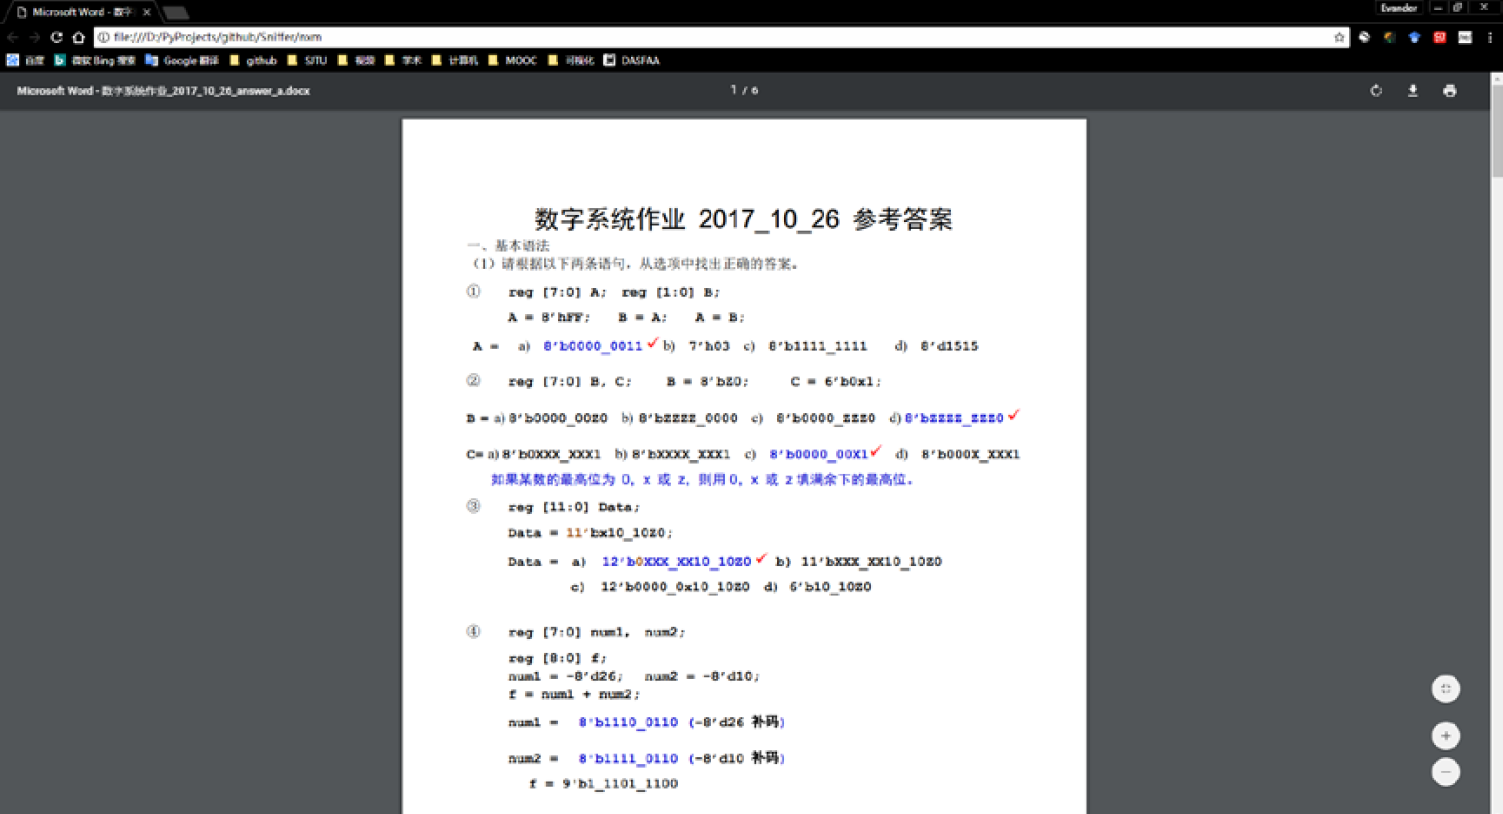 Microsoft Word - 数字
Evander
file:///D:/PyProjects/github/Sniffer/nxm
百度 微软 Bing 搜索 Google 翻译 github SJTU 视频 学术 计算机 MOOC 可视化 DASFAA
Microsoft Word - 数字系统作业_2017_10_26_answer_a.docx
1 / 6
数字系统作业 2017_10_26 参考答案
一、基本语法
（1）请根据以下两条语句，从选项中找出正确的答案。
① reg [7:0] A; reg [1:0] B;
A = 8'hFF; B = A; A = B;
A = a) 8'b0000_0011 ✓ b) 7'h03 c) 8'b1111_1111 d) 8'd1515
② reg [7:0] B, C; B = 8'bZ0; C = 6'b0x1;
B = a) 8'b0000_00Z0 b) 8'bZZZZ_0000 c) 8'b0000_ZZZ0 d) 8'bZZZZ_ZZZ0 ✓
C= a) 8'b0XXX_XXX1 b) 8'bXXXX_XXX1 c) 8'b0000_00X1 ✓ d) 8'b000X_XXX1
如果某数的最高位为 0，x 或 z，则用 0，x 或 z 填满余下的最高位。
③ reg [11:0] Data;
Data = 11'bx10_10Z0;
Data = a) 12'b0XXX_XX10_10Z0 ✓ b) 11'bXXX_XX10_10Z0
c) 12'b0000_0x10_10Z0 d) 6'b10_10Z0
④ reg [7:0] num1, num2;
reg [8:0] f;
num1 = -8'd26; num2 = -8'd10;
f = num1 + num2;
num1 = 8'b1110_0110 (-8'd26 补码)
num2 = 8'b1111_0110 (-8'd10 补码)
f = 9'b1_1101_1100